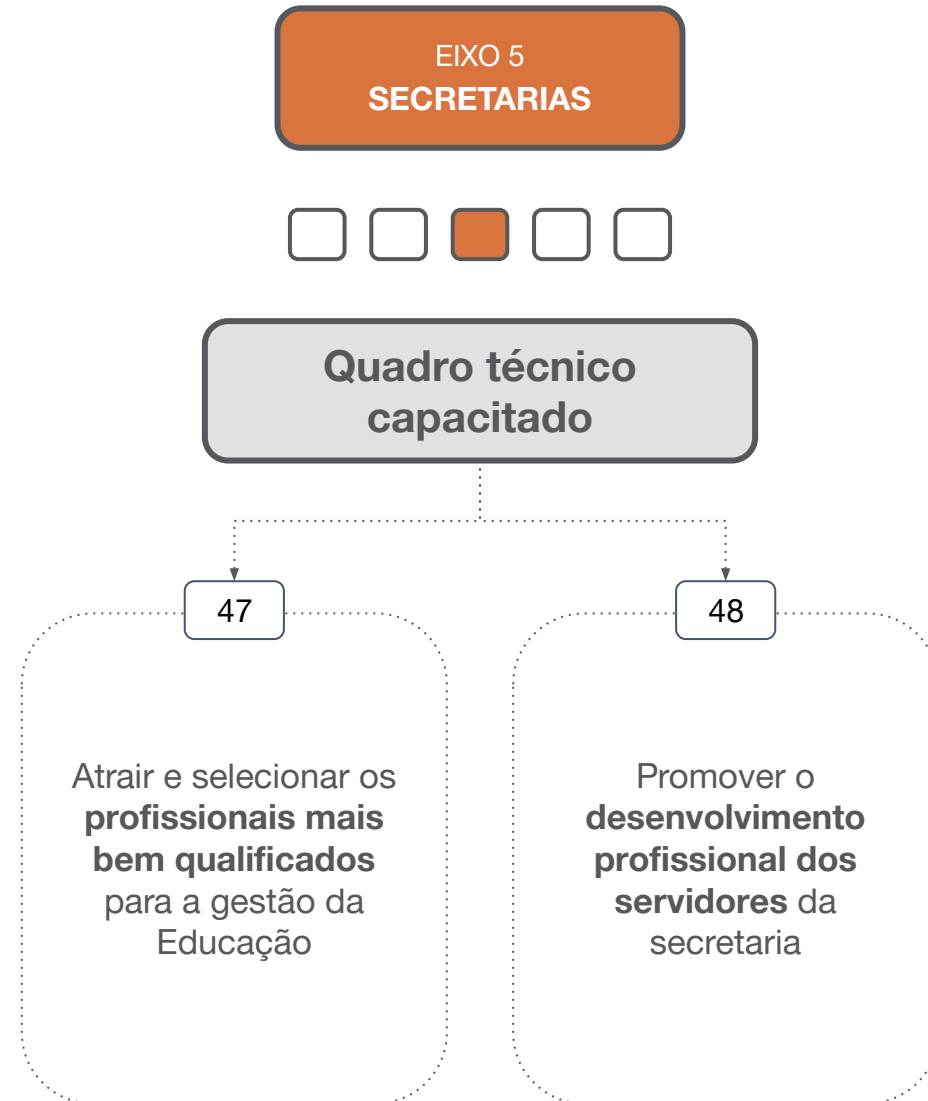 EIXO 5
SECRETARIAS
Quadro técnico
capacitado
47
Atrair e selecionar os
profissionais mais
bem qualificados
para a gestão da
Educação
48
Promover o
desenvolvimento
profissional dos
servidores da
secretaria